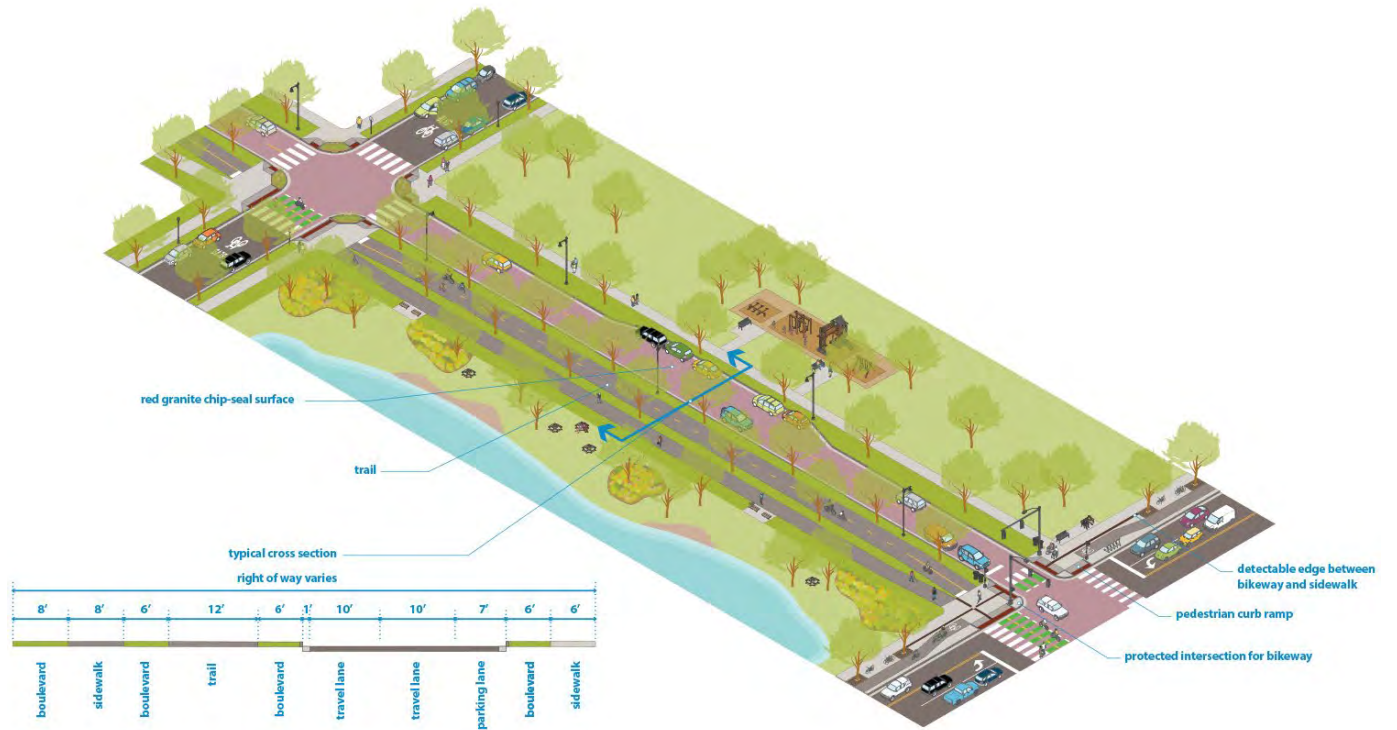 red granite chip-seal surface
trail
typical cross section
right of way varies
8’ 8’ 6’ 12’ 6’ 1’ 10’ 10’ 7’ 6’ 6’
boulevard
sidewalk
boulevard
trail
boulevard
travel lane
travel lane
parking lane
boulevard
sidewalk
detectable edge between
bikeway and sidewalk
pedestrian curb ramp
protected intersection for bikeway